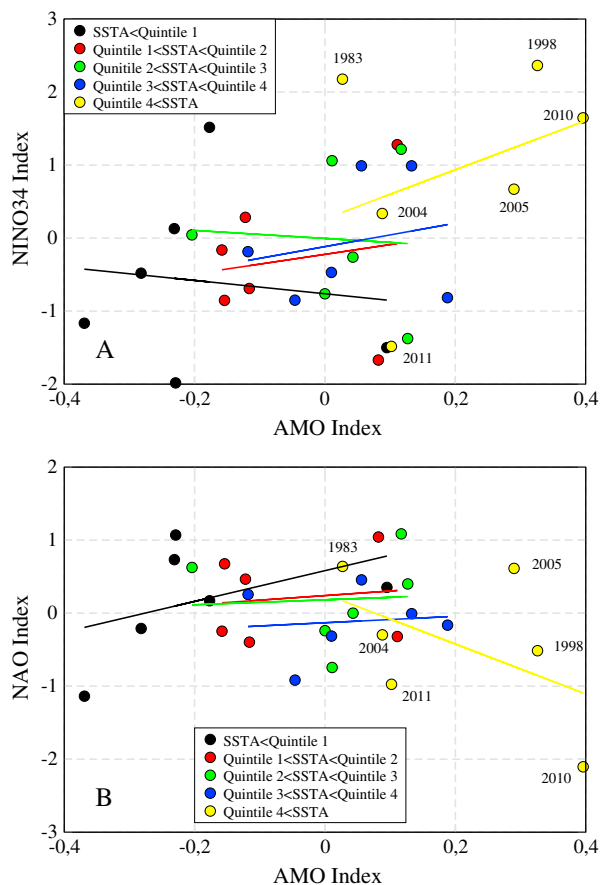 3
2
1
0
-1
-2
NINO34 Index
SSTA<Quintile 1
Quintile 1<SSTA<Quintile 2
Qunitile 2<SSTA<Quintile 3
Quintile 3<SSTA<Quintile 4
Quintile 4<SSTA
1983
1998
2010
2005
2004
2011
A
-0,4
-0,2
0
0,2
0,4
AMO Index
2
1
0
-1
-2
-3
NAO Index
1983
2005
2004
1998
2011
2010
SSTA<Quintile 1
Quintile 1<SSTA<Quintile 2
Quintile 2<SSTA<Quintile 3
Quintile 3<SSTA<Quintile 4
Quintile 4<SSTA
B
-0,4
-0,2
0
0,2
0,4
AMO Index